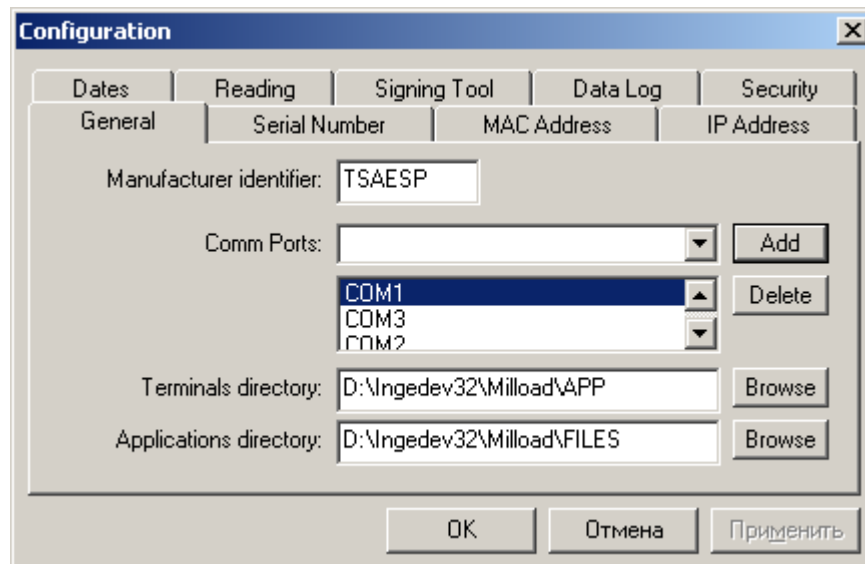 Configuration
Dates Reading Signing Tool Data Log Security
General Serial Number MAC Address IP Address
Manufacturer identifier: TSAESP
Comm Ports: Add
COM1 Delete
COM3
COM2
Terminals directory: D:\Ingedev32\Milload\APP Browse
Applications directory: D:\Ingedev32\Milload\FILES Browse
OK Отмена Применить